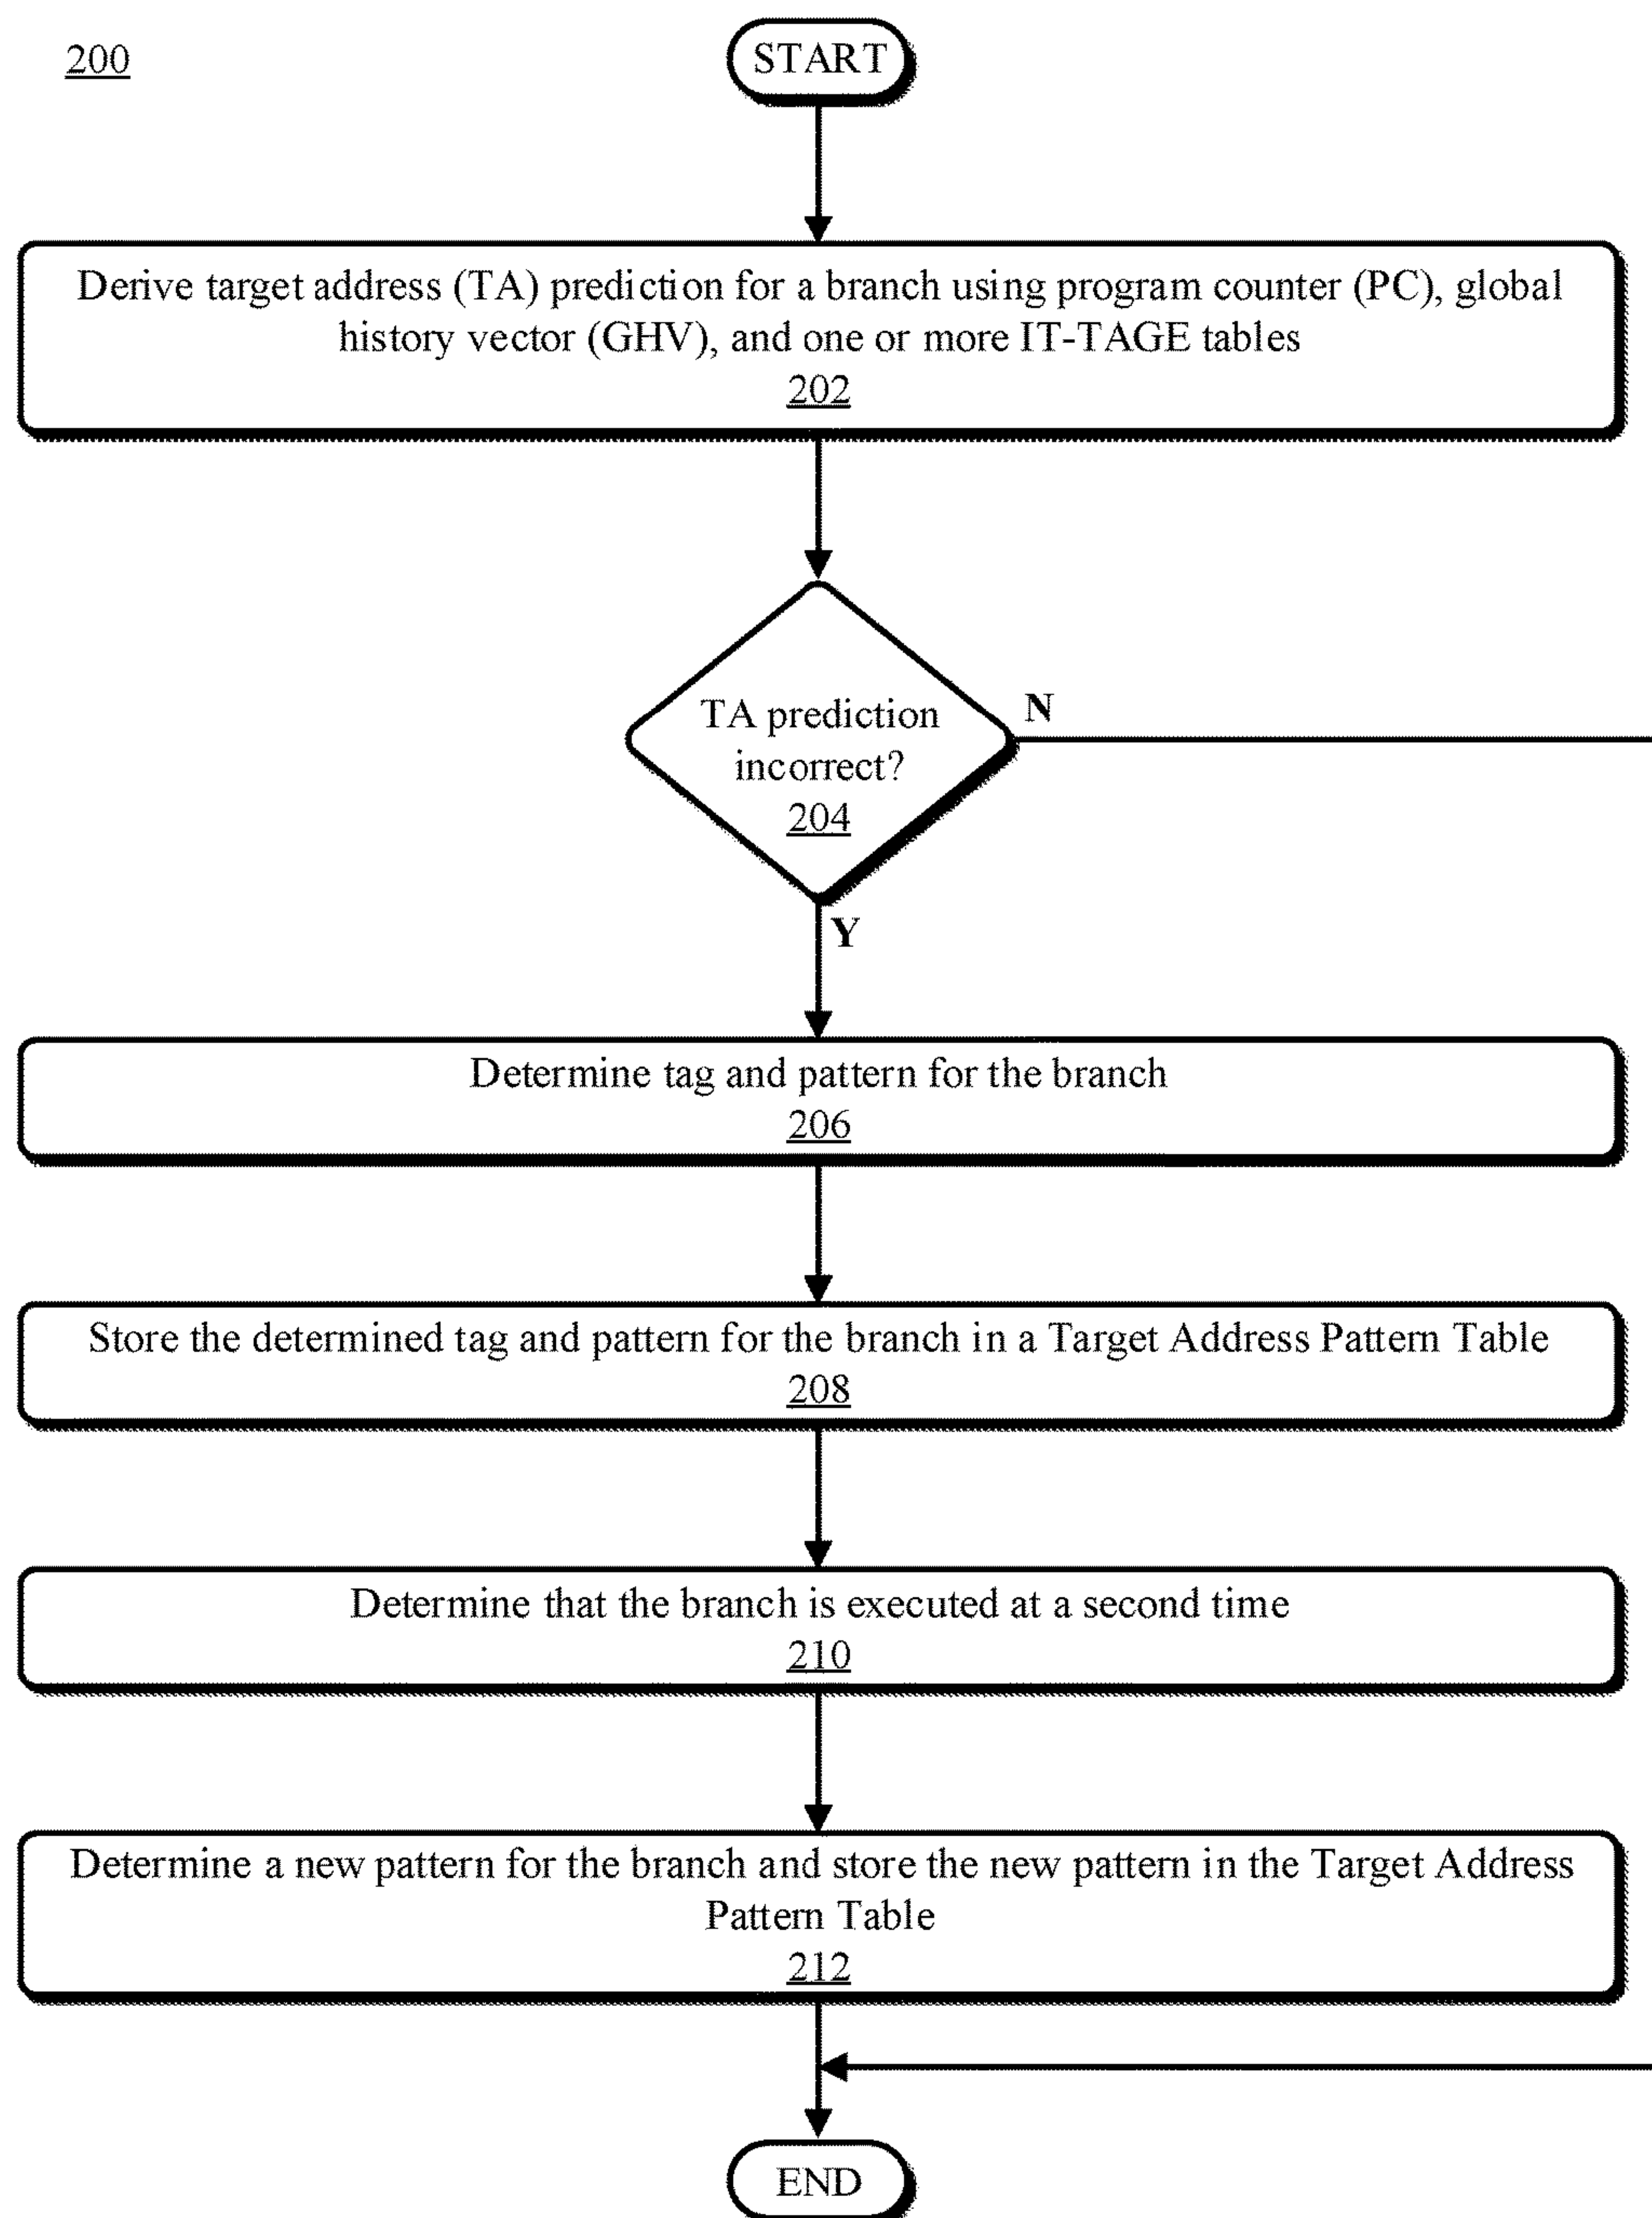 200
START
Derive target address (TA) prediction for a branch using program counter (PC), global
history vector (GHV), and one or more IT-TAGE tables
202
TA prediction
incorrect?
204
N
Y
Determine tag and pattern for the branch
206
Store the determined tag and pattern for the branch in a Target Address Pattern Table
208
Determine that the branch is executed at a second time
210
Determine a new pattern for the branch and store the new pattern in the Target Address
Pattern Table
212
END